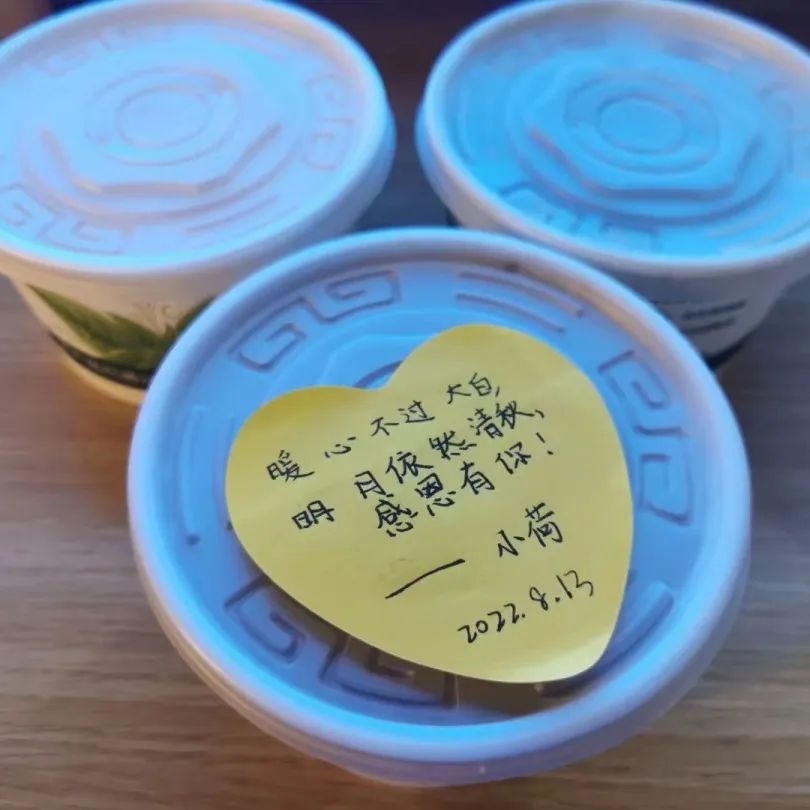 暖心不过大白,
明月依然清秋,
感恩有你!
—— 小荷
2022.8.13